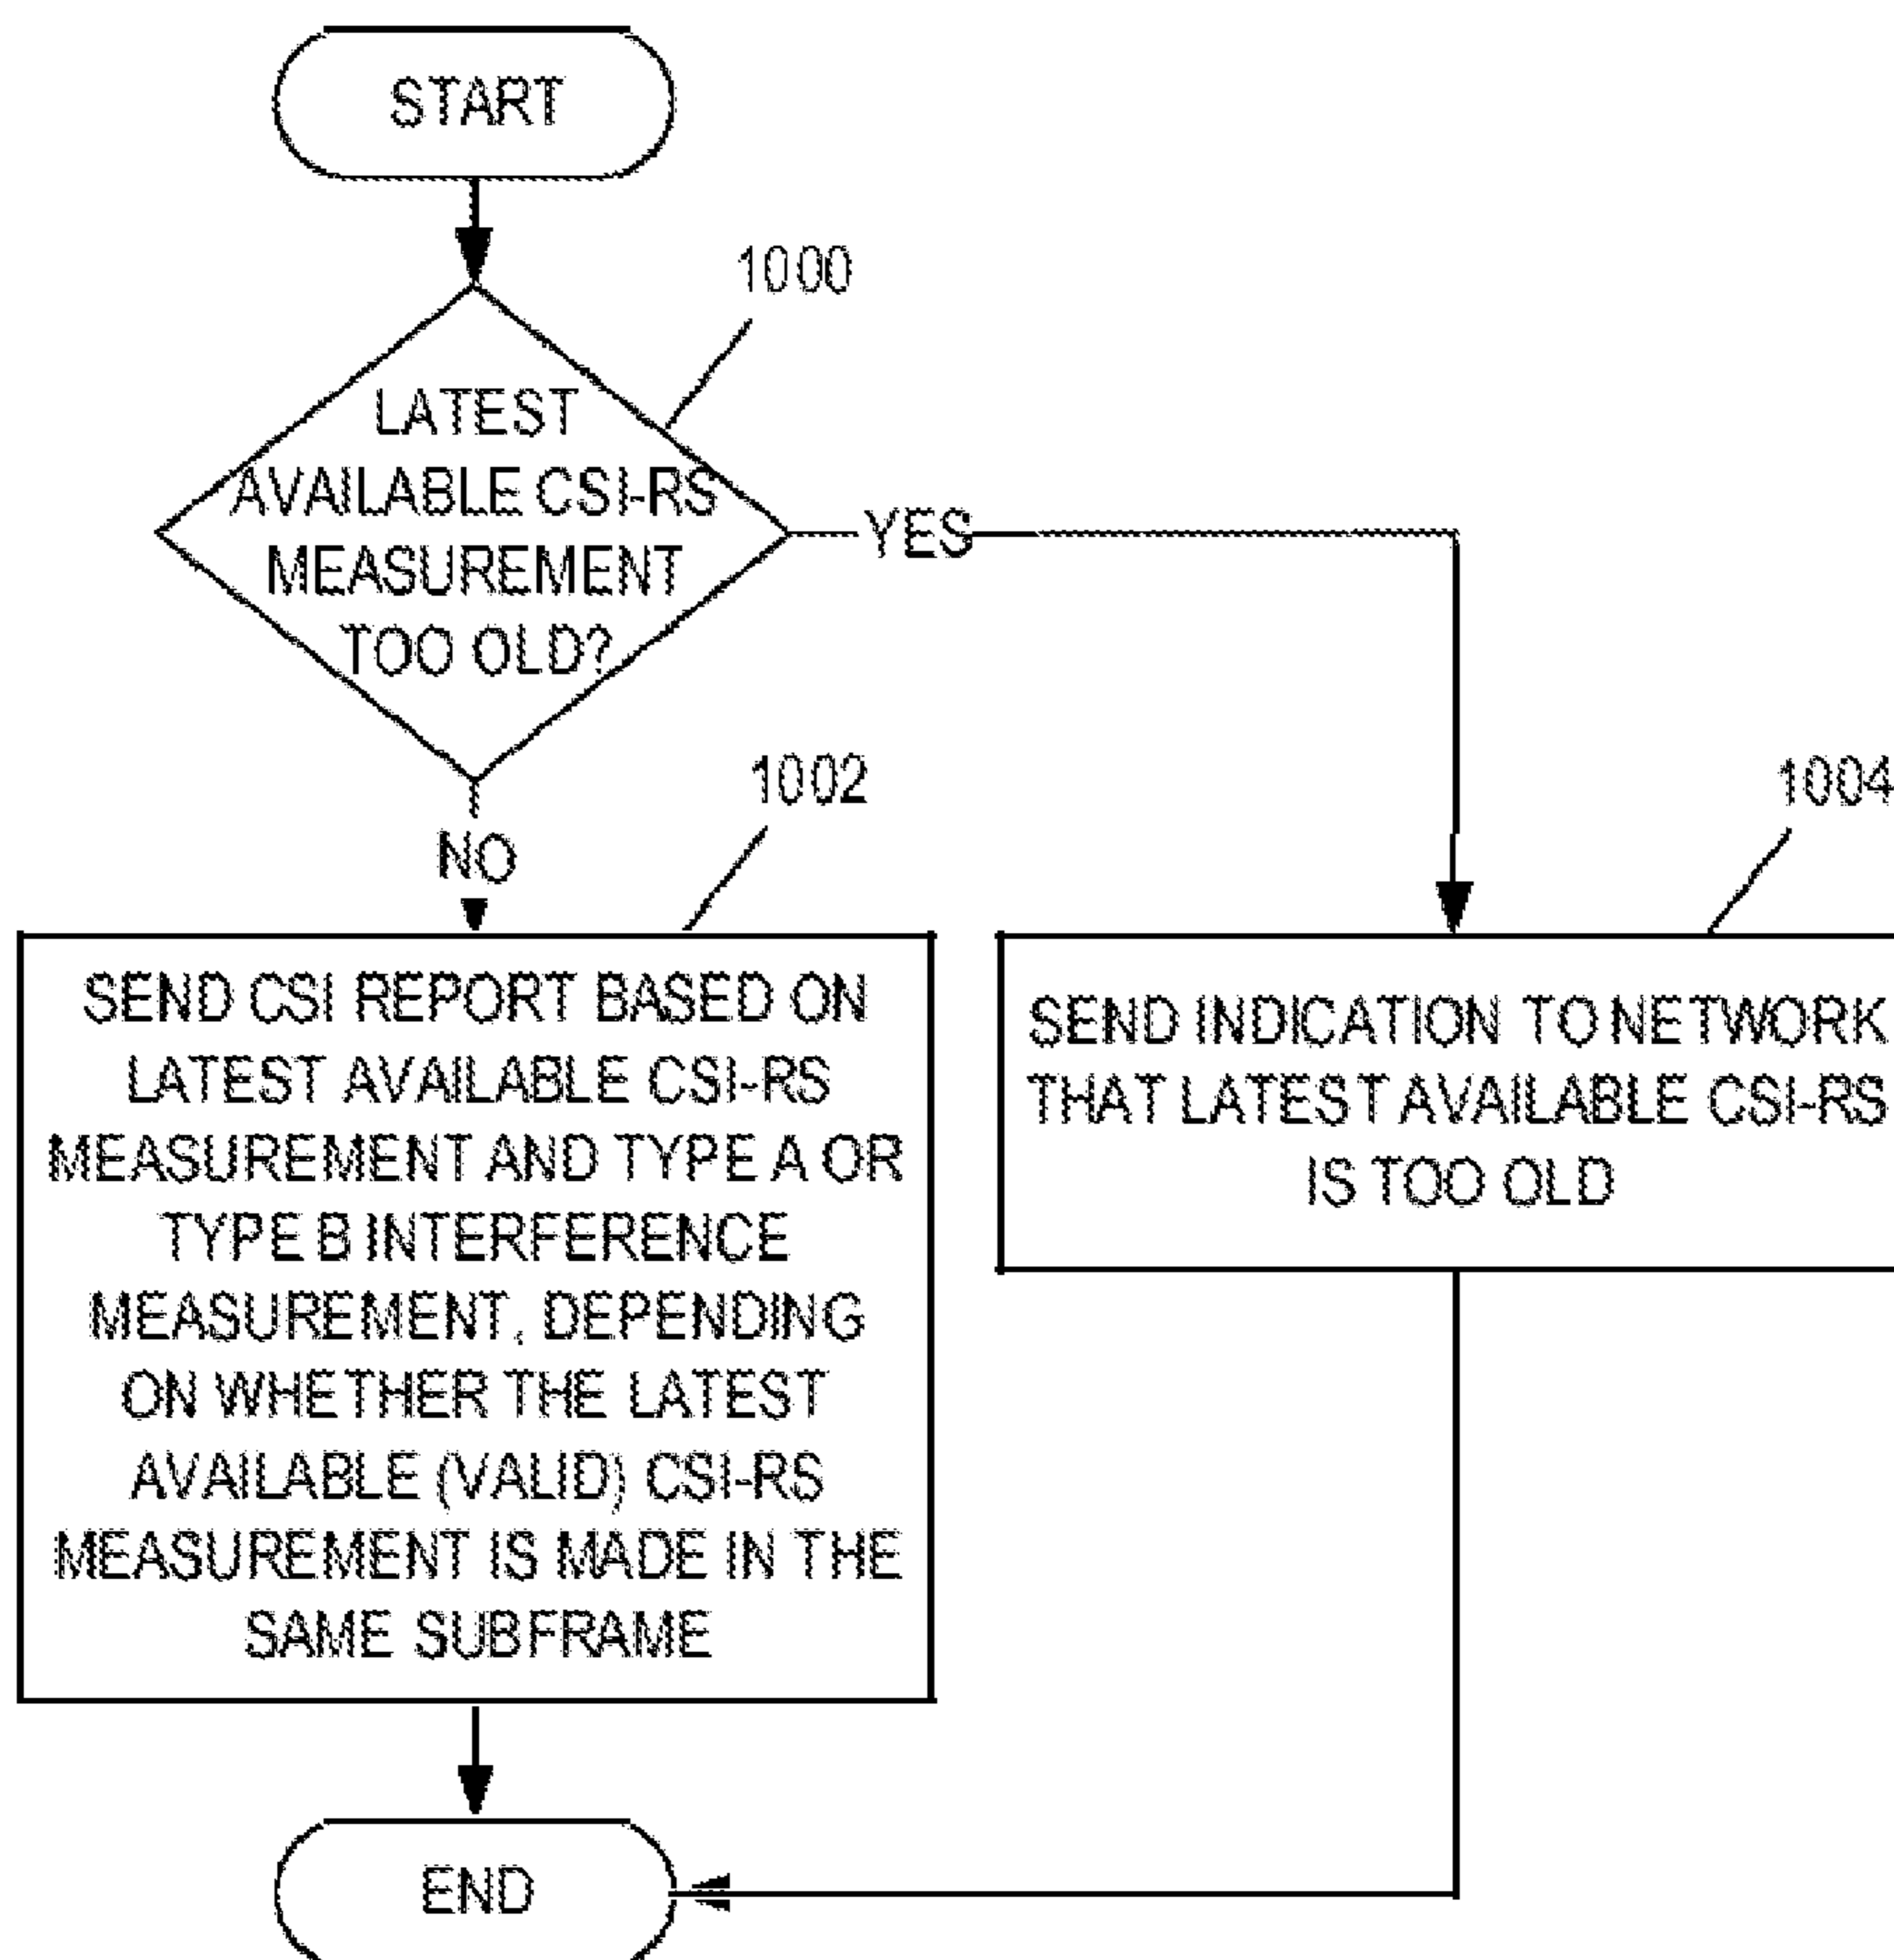 START
1000
LATEST
AVAILABLE CSI-RS
MEASUREMENT
TOO OLD?
YES
NO
1002
1004
SEND CSI REPORT BASED ON
LATEST AVAILABLE CSI-RS
MEASUREMENT AND TYPE A OR
TYPE B INTERFERENCE
MEASUREMENT, DEPENDING
ON WHETHER THE LATEST
AVAILABLE (VALID) CSI-RS
MEASUREMENT IS MADE IN THE
SAME SUBFRAME
SEND INDICATION TO NETWORK
THAT LATEST AVAILABLE CSI-RS
IS TOO OLD
END